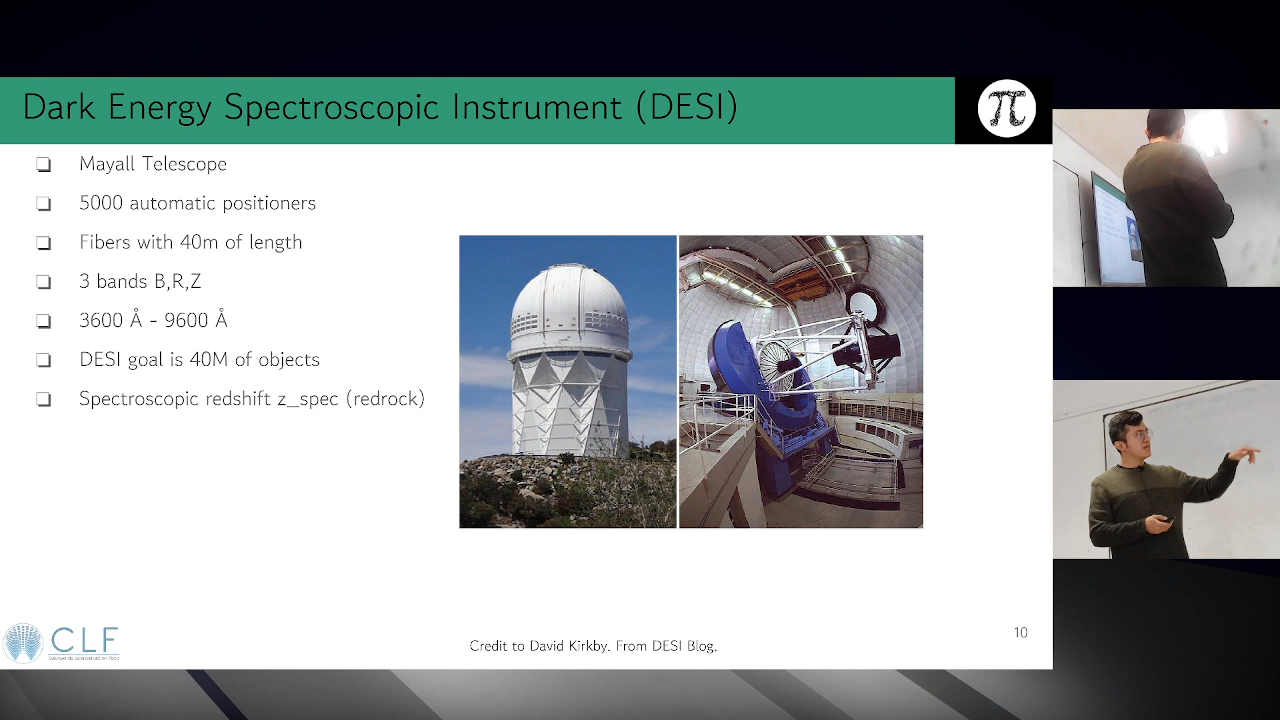 Dark Energy Spectroscopic Instrument (DESI)
π
Mayall Telescope
5000 automatic positioners
Fibers with 40m of length
3 bands B,R,Z
3600 Å - 9600 Å
DESI goal is 40M of objects
Spectroscopic redshift z_spec (redrock)
CLF
Credit to David Kirkby. From DESI Blog.
10